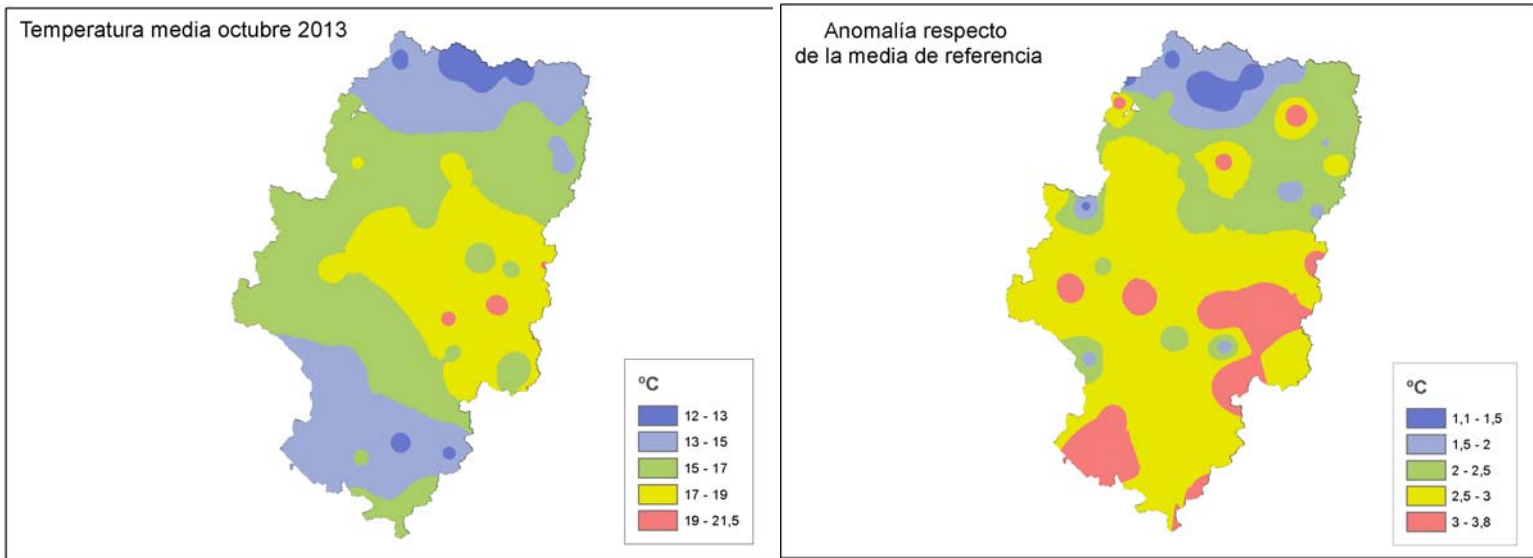 Temperatura media octubre 2013
ºC
12 - 13
13 - 15
15 - 17
17 - 19
19 - 21,5
Anomalía respecto
de la media de referencia
ºC
1,1 - 1,5
1,5 - 2
2 - 2,5
2,5 - 3
3 - 3,8